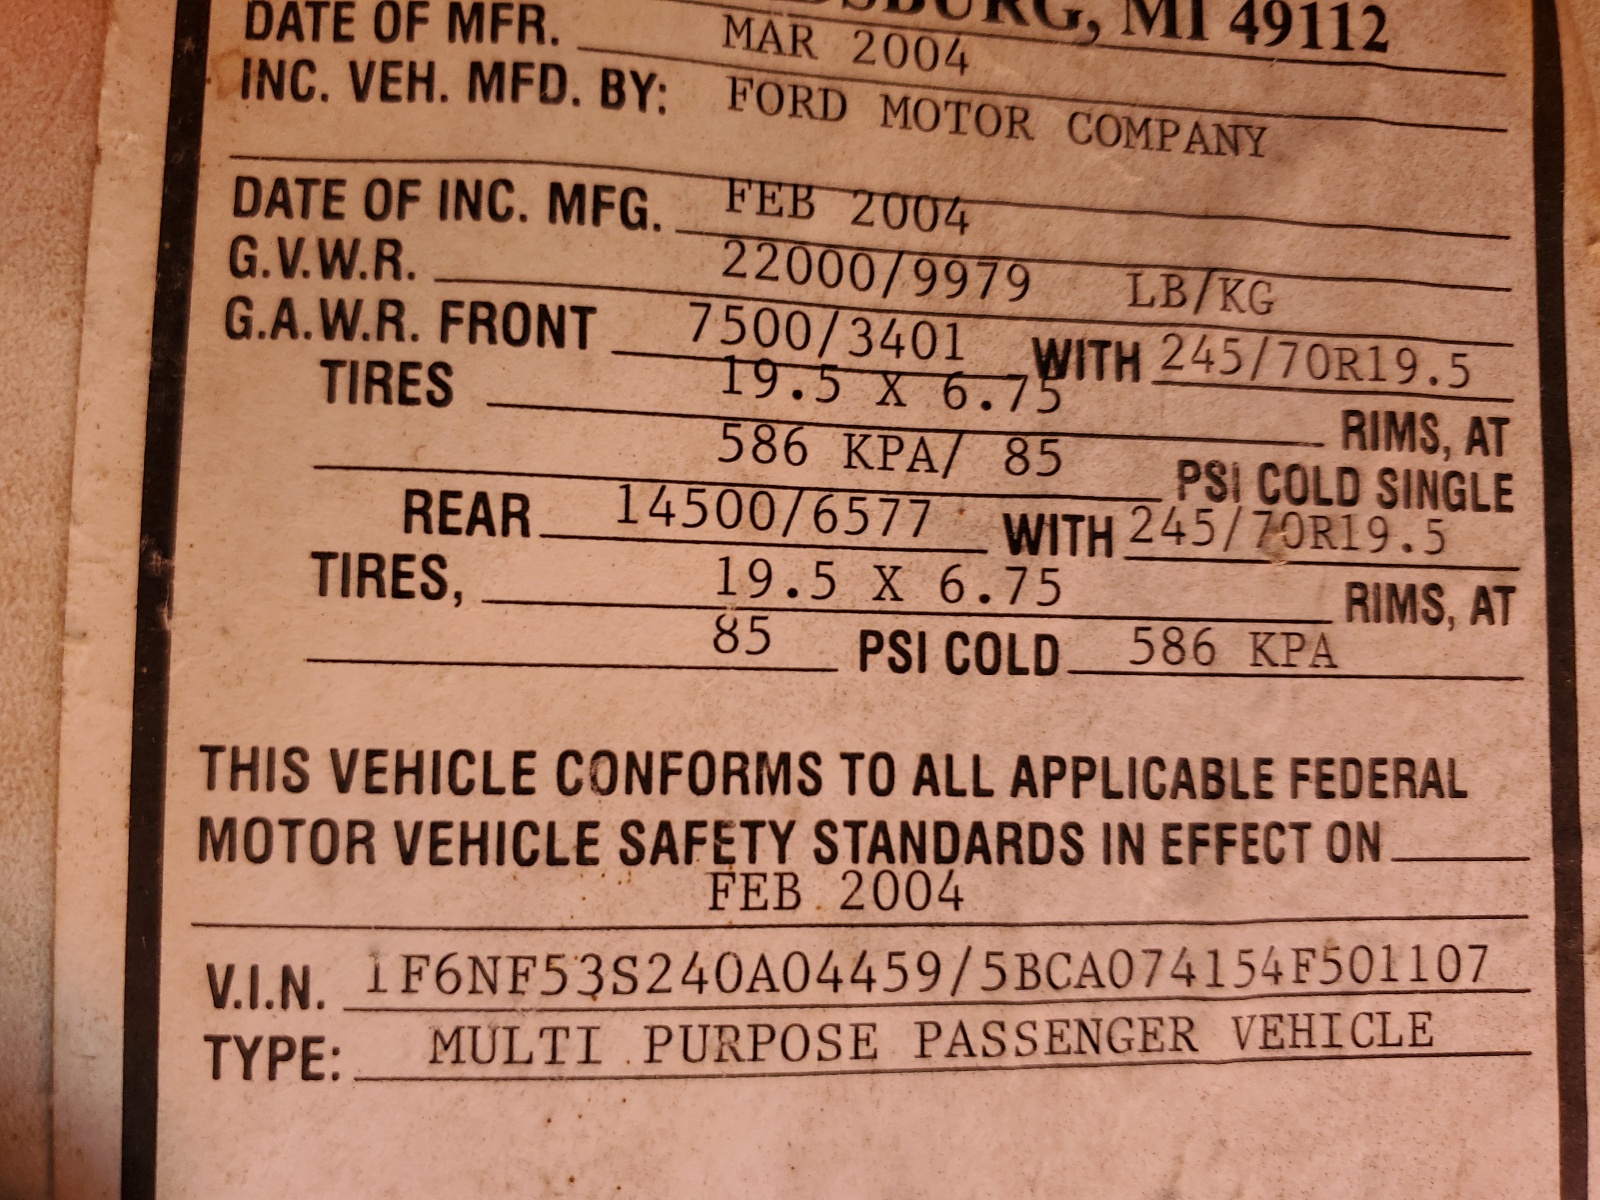 MI 49112
DATE OF MFR. MAR 2004
INC. VEH. MFD. BY: FORD MOTOR COMPANY
DATE OF INC. MFG. FEB 2004
G.V.W.R. 22000/9979 LB/KG
G.A.W.R. FRONT 7500/3401 WITH 245/70R19.5
TIRES 19.5 X 6.75 RIMS, AT
586 KPA/ 85 PSI COLD SINGLE
REAR 14500/6577 WITH 245/70R19.5
TIRES, 19.5 X 6.75 RIMS, AT
85 PSI COLD 586 KPA
THIS VEHICLE CONFORMS TO ALL APPLICABLE FEDERAL
MOTOR VEHICLE SAFETY STANDARDS IN EFFECT ON
FEB 2004
V.I.N. 1F6NF53S240A04459/5BCA074154F501107
TYPE: MULTI PURPOSE PASSENGER VEHICLE